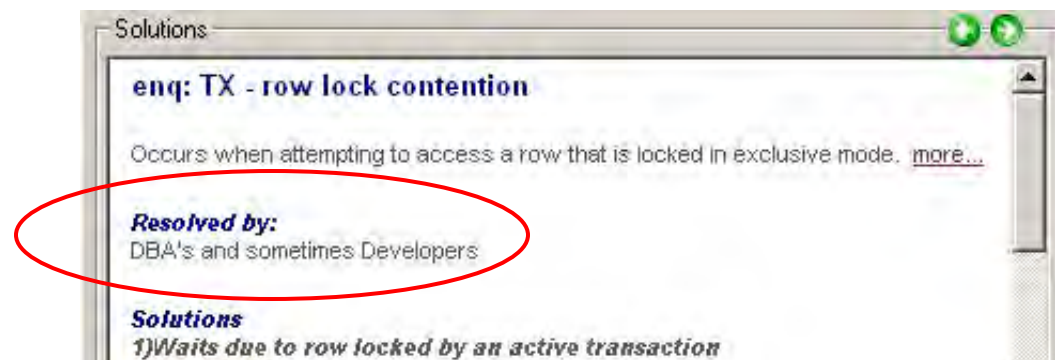 Solutions
enq: TX - row lock contention
Occurs when attempting to access a row that is locked in exclusive mode. more...
Resolved by:
DBA's and sometimes Developers
Solutions
1)Waits due to row locked by an active transaction